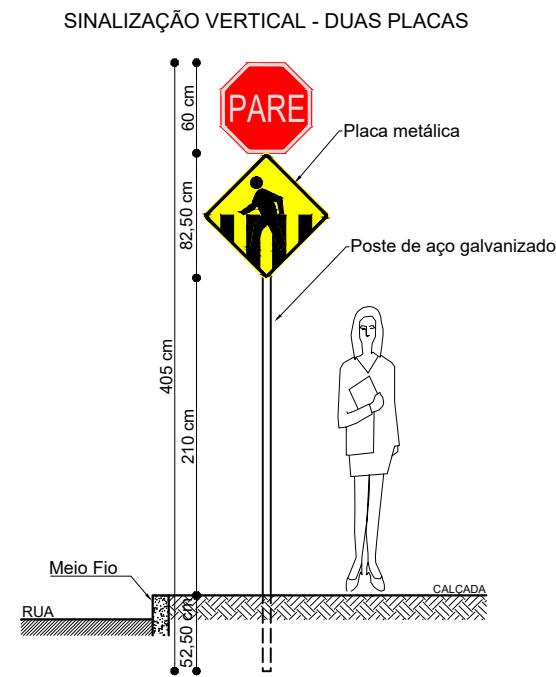 SINALIZAÇÃO VERTICAL - DUAS PLACAS
60 cm
PARE
Placa metálica
82,50 cm
Poste de aço galvanizado
405 cm
210 cm
Meio Fio
CALÇADA
RUA
52,50 cm